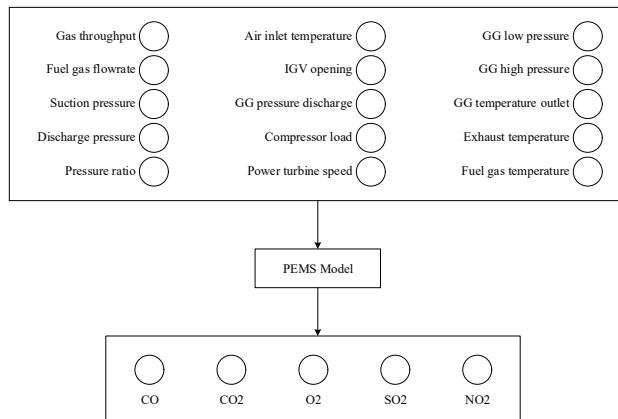 Gas throughput
Air inlet temperature
GG low pressure
Fuel gas flowrate
IGV opening
GG high pressure
Suction pressure
GG pressure discharge
GG temperature outlet
Discharge pressure
Compressor load
Exhaust temperature
Pressure ratio
Power turbine speed
Fuel gas temperature
PEMS Model
CO
CO2
O2
SO2
NO2